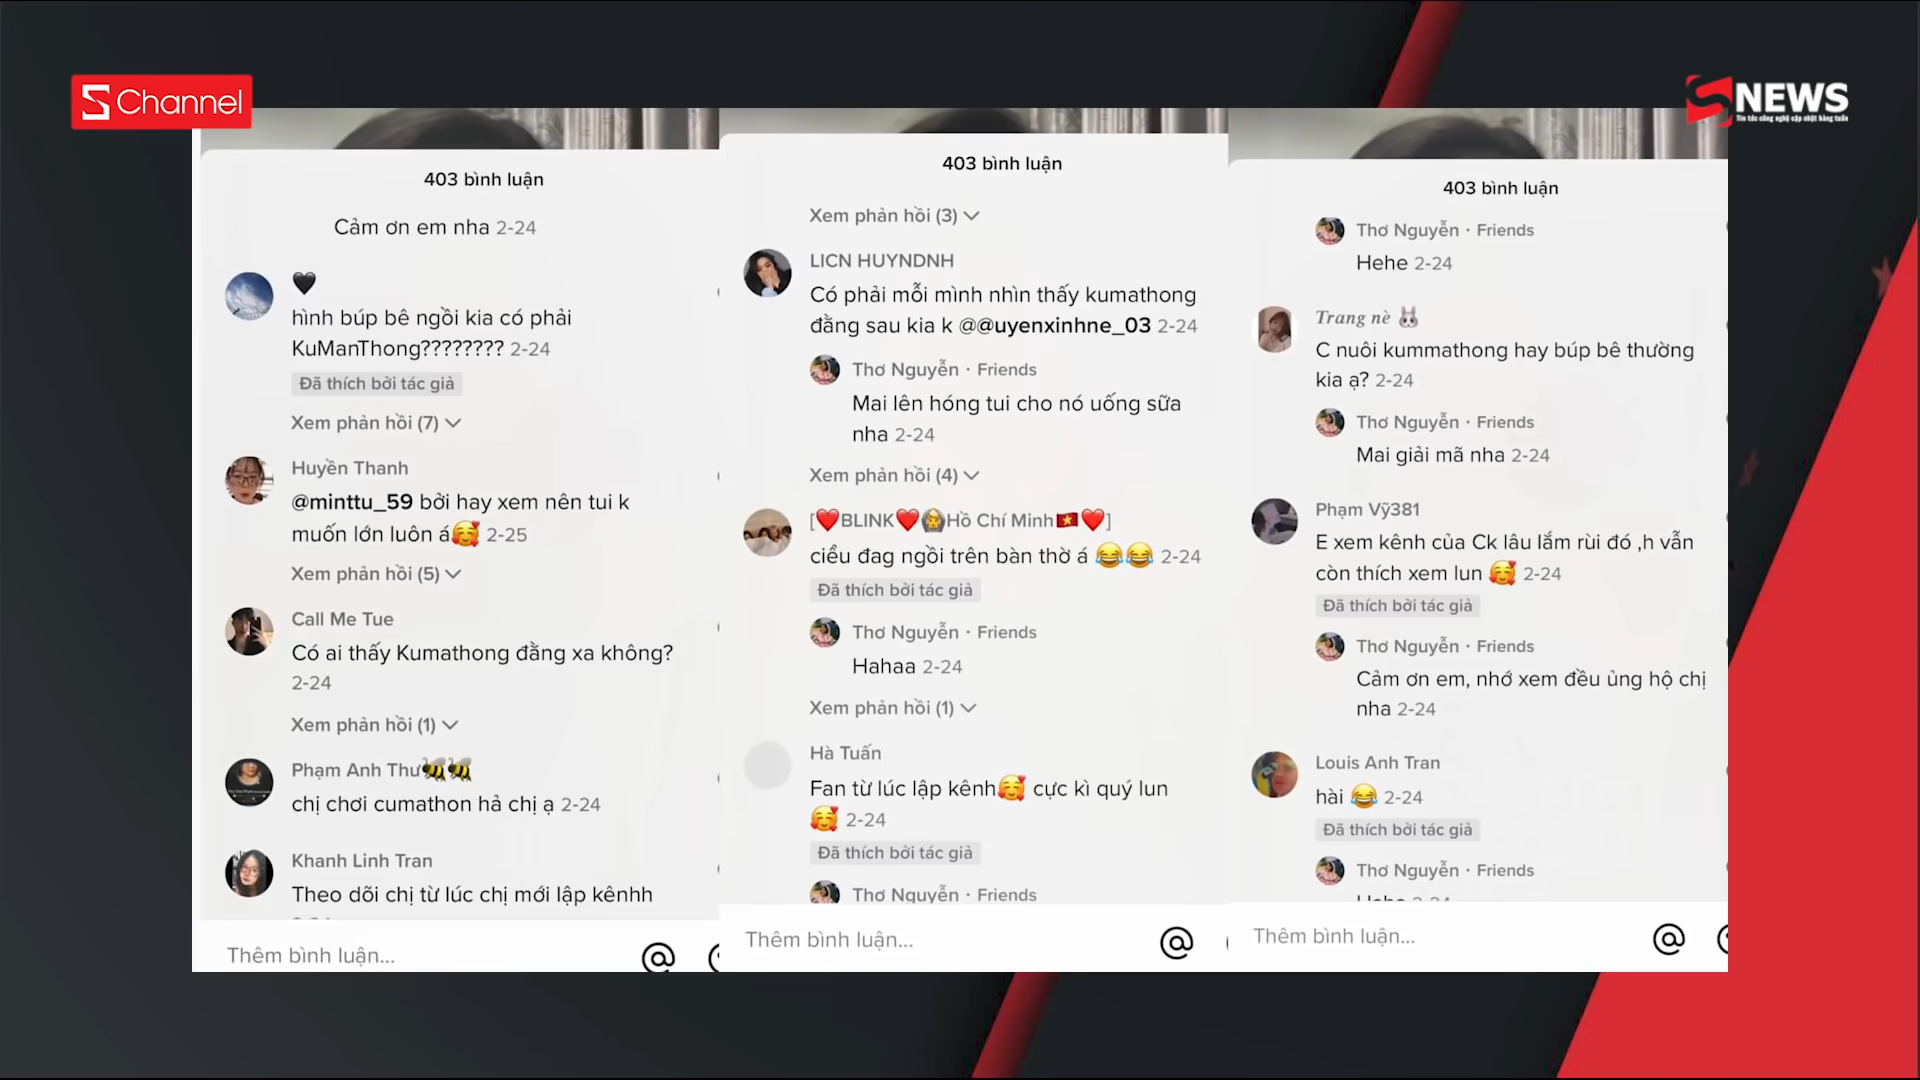 Channel
NEWS
Tin tức công nghệ cập nhật hàng tuần
403 bình luận
Cảm ơn em nha 2-24
🖤
hình búp bê ngồi kia có phải
KuManThong???????? 2-24
Đã thích bởi tác giả
Xem phản hồi (7)
Huyền Thanh
@minttu_59 bởi hay xem nên tui k
muốn lớn luôn á🥰 2-25
Xem phản hồi (5)
Call Me Tue
Có ai thấy Kumathong đằng xa không?
2-24
Xem phản hồi (1)
Phạm Anh Thư🐝🐝
chị chơi cumathon hả chị ạ 2-24
Khanh Linh Tran
Theo dõi chị từ lúc chị mới lập kênhh
Thêm bình luận...
@
403 bình luận
Xem phản hồi (3)
LICN HUYNDNH
Có phải mỗi mình nhìn thấy kumathong
đằng sau kia k @@uyenxinhne_03 2-24
Thơ Nguyễn · Friends
Mai lên hóng tui cho nó uống sữa
nha 2-24
Xem phản hồi (4)
[❤️BLINK❤️🙆Hồ Chí Minh🇻🇳❤️]
ciểu đag ngồi trên bàn thờ á 😂😂 2-24
Đã thích bởi tác giả
Thơ Nguyễn · Friends
Hahaa 2-24
Xem phản hồi (1)
Hà Tuấn
Fan từ lúc lập kênh🥰 cực kì quý lun
🥰 2-24
Đã thích bởi tác giả
Thơ Nguyễn · Friends
Thêm bình luận...
@
403 bình luận
Thơ Nguyễn · Friends
Hehe 2-24
Trang nè 🐰
C nuôi kummathong hay búp bê thường
kia ạ? 2-24
Thơ Nguyễn · Friends
Mai giải mã nha 2-24
Phạm Vỹ381
E xem kênh của Ck lâu lắm rùi đó ,h vẫn
còn thích xem lun 🥰 2-24
Đã thích bởi tác giả
Thơ Nguyễn · Friends
Cảm ơn em, nhớ xem đều ủng hộ chị
nha 2-24
Louis Anh Tran
hài 😂 2-24
Đã thích bởi tác giả
Thơ Nguyễn · Friends
Thêm bình luận...
@